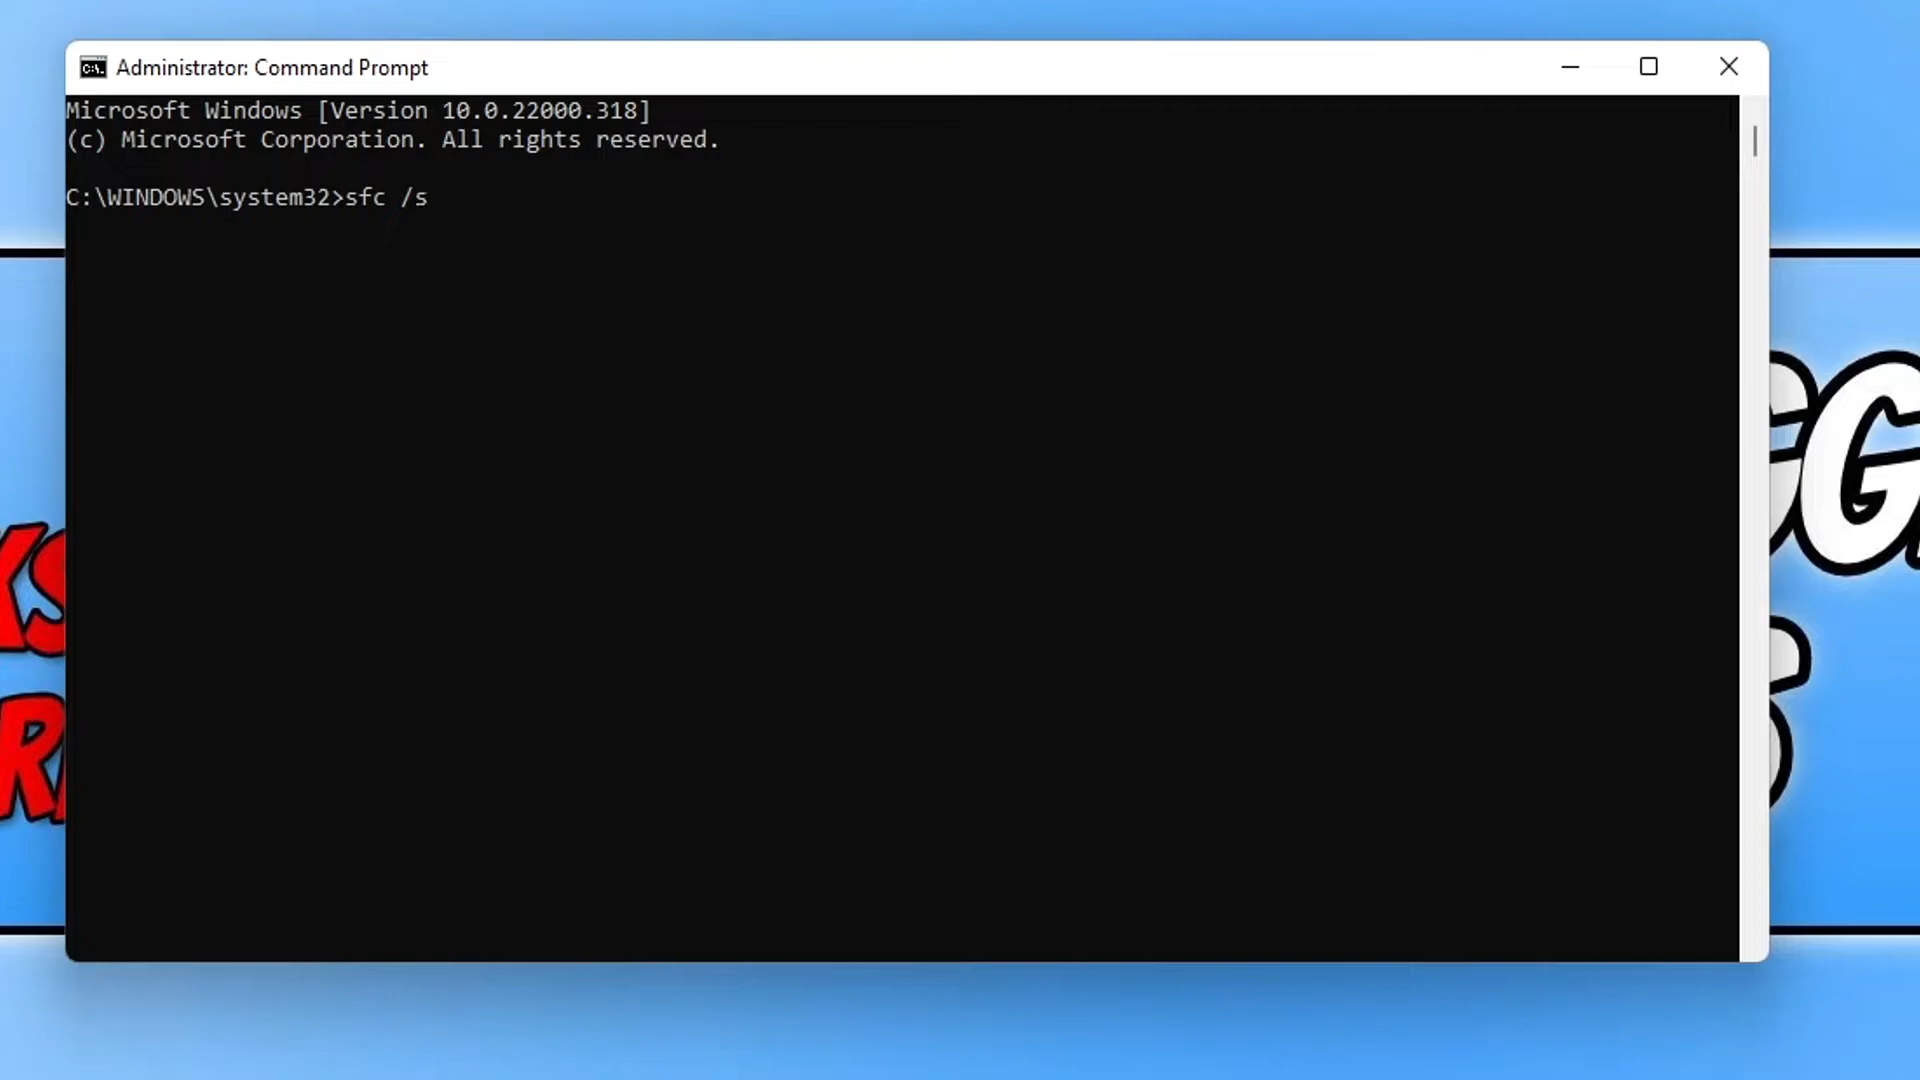 Administrator: Command Prompt
Microsoft Windows [Version 10.0.22000.318]
(c) Microsoft Corporation. All rights reserved.
C:\WINDOWS\system32>sfc /s